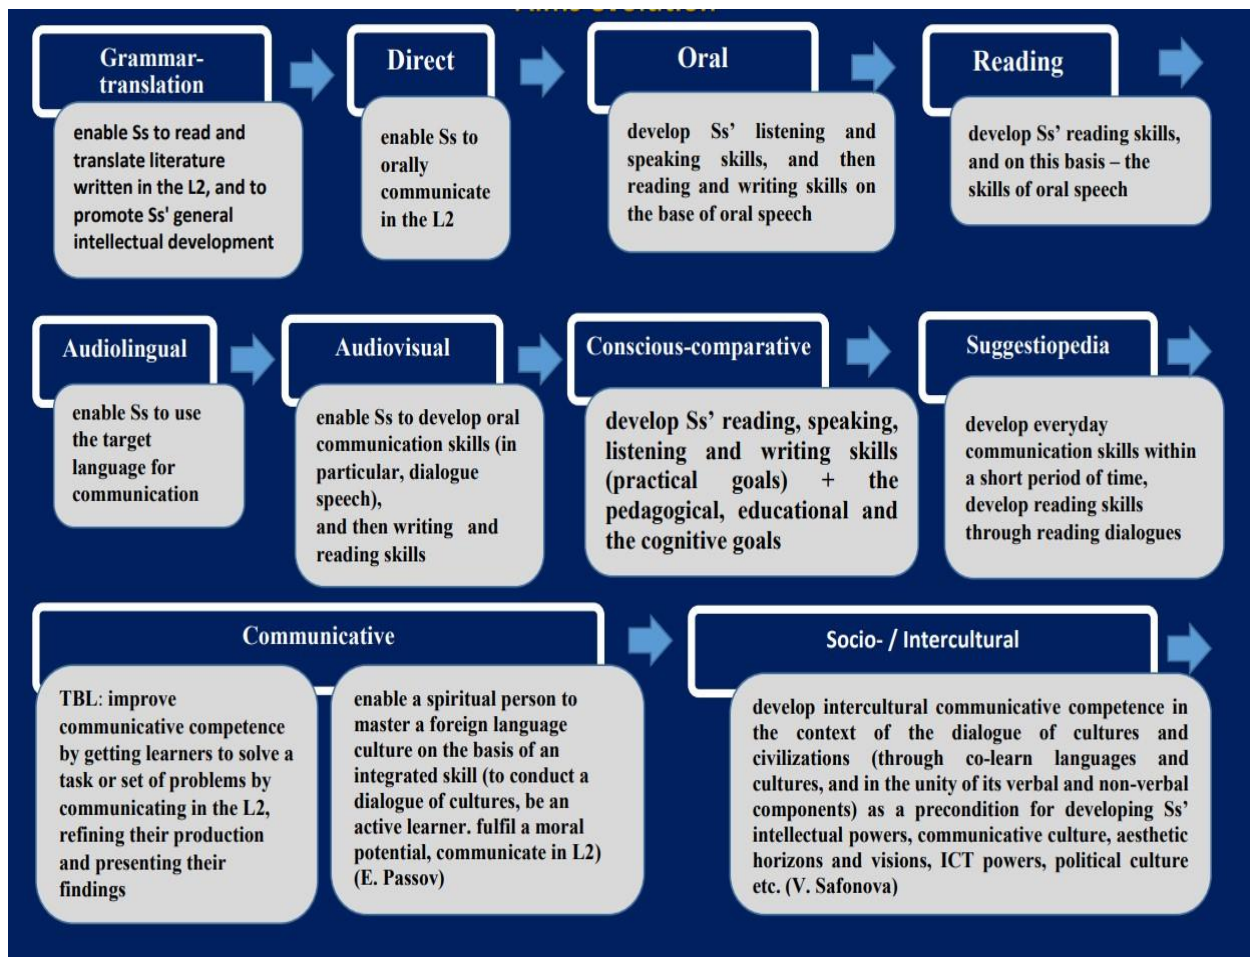 Aims evolution
Grammar-
translation
enable Ss to read and
translate literature
written in the L2, and to
promote Ss' general
intellectual development
Direct
enable Ss to
orally
communicate
in the L2
Oral
develop Ss’ listening and
speaking skills, and then
reading and writing skills on
the base of oral speech
Reading
develop Ss’ reading skills,
and on this basis – the
skills of oral speech
Audiolingual
enable Ss to use
the target
language for
communication
Audiovisual
enable Ss to develop oral
communication skills (in
particular, dialogue
speech),
and then writing and
reading skills
Conscious-comparative
develop Ss’ reading, speaking,
listening and writing skills
(practical goals) + the
pedagogical, educational and
the cognitive goals
Suggestiopedia
develop everyday
communication skills within
a short period of time,
develop reading skills
through reading dialogues
Communicative
TBL: improve
communicative competence
by getting learners to solve a
task or set of problems by
communicating in the L2,
refining their production
and presenting their
findings
enable a spiritual person to
master a foreign language
culture on the basis of an
integrated skill (to conduct a
dialogue of cultures, be an
active learner. fulfil a moral
potential, communicate in L2)
(E. Passov)
Socio- / Intercultural
develop intercultural communicative competence in
the context of the dialogue of cultures and
civilizations (through co-learn languages and
cultures, and in the unity of its verbal and non-verbal
components) as a precondition for developing Ss’
intellectual powers, communicative culture, aesthetic
horizons and visions, ICT powers, political culture
etc. (V. Safonova)